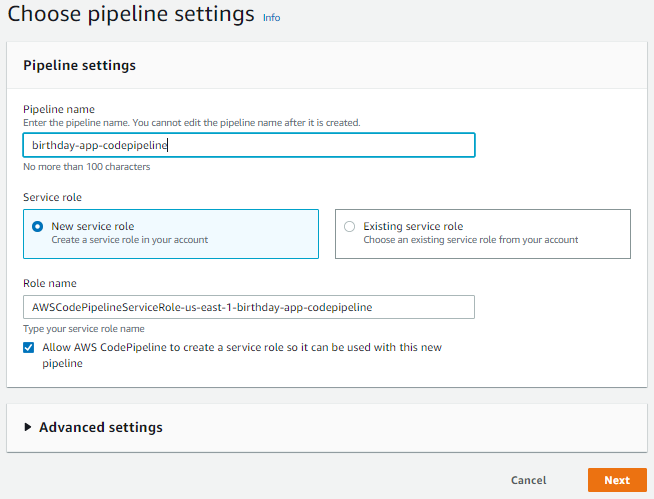 Choose pipeline settings Info
Pipeline settings
Pipeline name
Enter the pipeline name. You cannot edit the pipeline name after it is created.
birthday-app-codepipeline
No more than 100 characters
Service role
New service role
Create a service role in your account
Existing service role
Choose an existing service role from your account
Role name
AWSCodePipelineServiceRole-us-east-1-birthday-app-codepipeline
Type your service role name
Allow AWS CodePipeline to create a service role so it can be used with this new
pipeline
Advanced settings
Cancel
Next